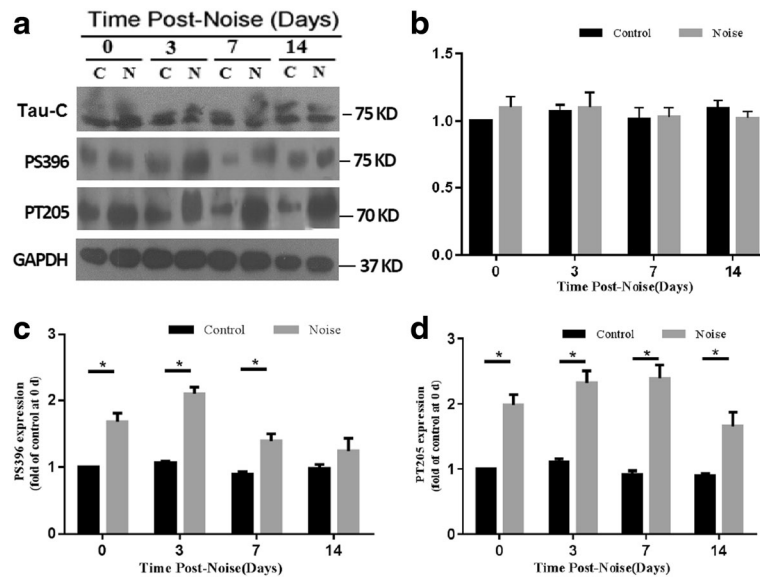 a
Time Post-Noise (Days)
0 3 7 14
C N C N C N C N
Tau-C
75 KD
PS396
75 KD
PT205
70 KD
GAPDH
37 KD
b
Control Noise
1.5
1.0
0.5
0.0
0 3 7 14
Time Post-Noise(Days)
c
Control Noise
3
2
1
0
* * *
PS396 expression
(fold of control at 0 d)
0 3 7 14
Time Post-Noise(Days)
d
Control Noise
3
2
1
0
* * * *
PT205 expression
(fold of control at 0 d)
0 3 7 14
Time Post-Noise(Days)